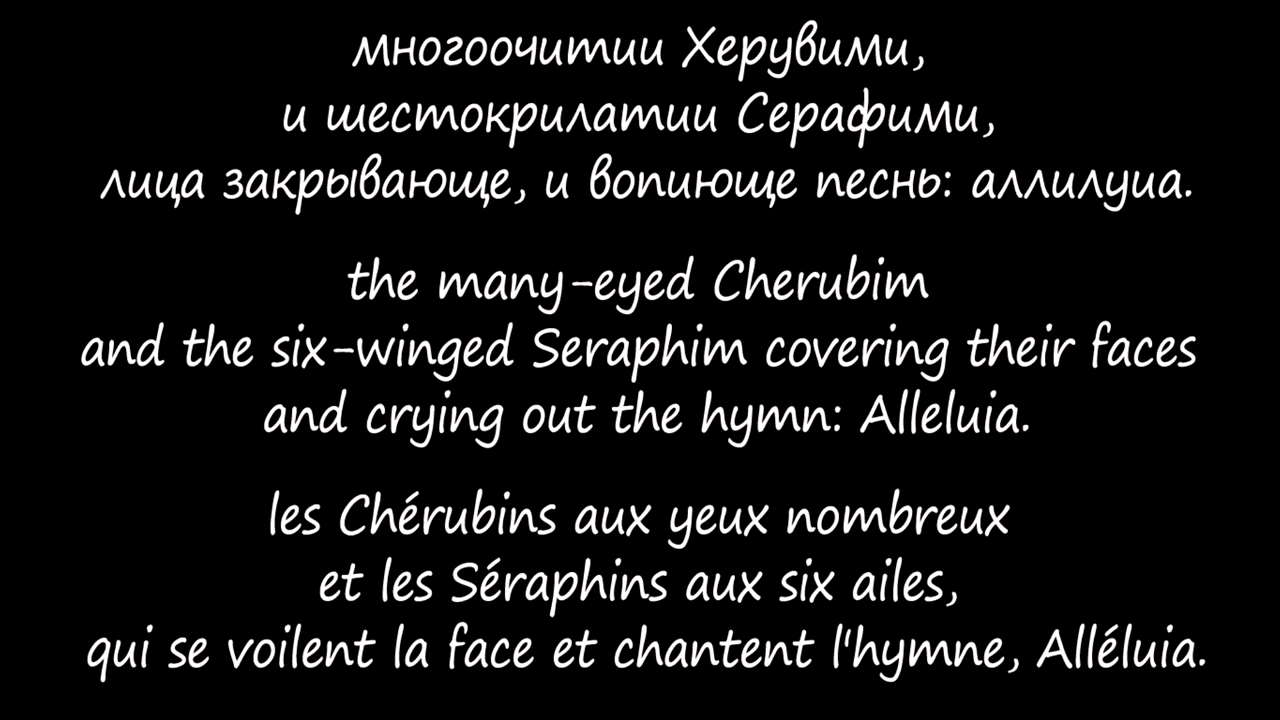 многоочитии Херувими,
и шестокрилатии Серафими,
лица закрывающе, и вопиюще песнь: аллилуиа.
the many-eyed Cherubim
and the six-winged Seraphim covering their faces
and crying out the hymn: Alleluia.
les Chérubins aux yeux nombreux
et les Séraphins aux six ailes,
qui se voilent la face et chantent l'hymne, Alléluia.